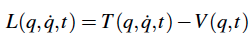 L(q,q̇,t) = T(q,q̇,t) − V(q,t)